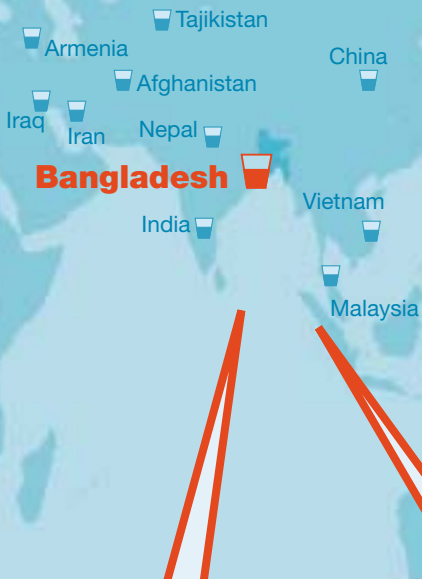 Tajikistan
Armenia
China
Afghanistan
Iraq
Iran
Nepal
Bangladesh
Vietnam
India
Malaysia